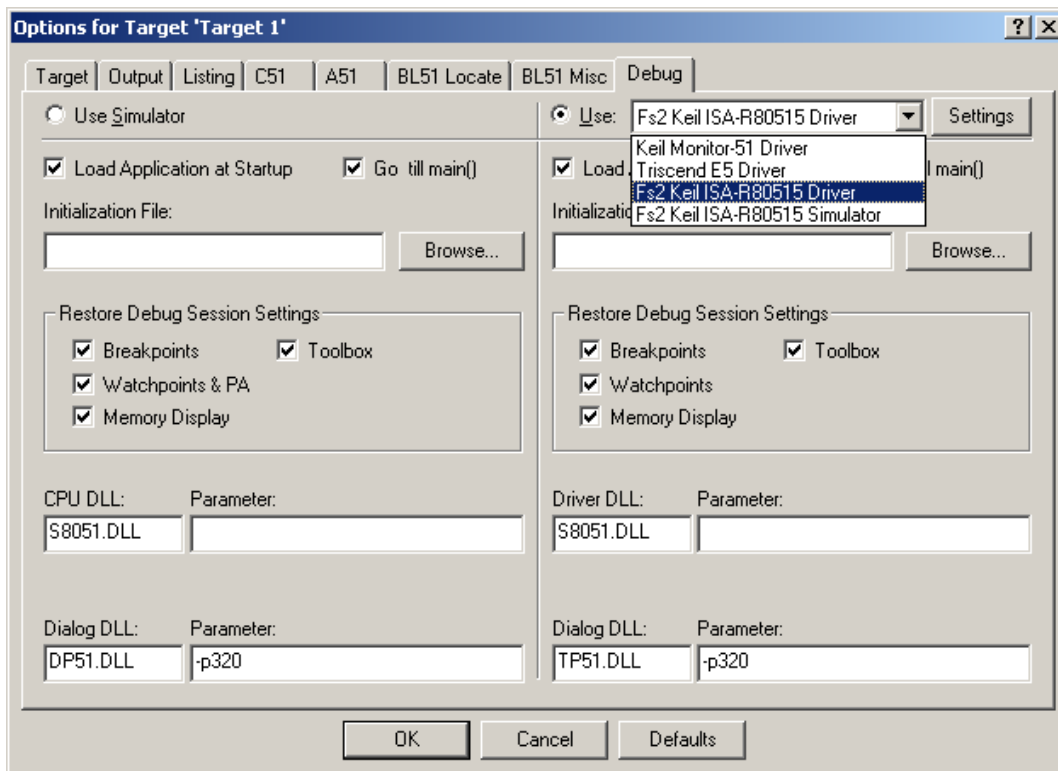 Options for Target 'Target 1'
Target Output Listing C51 A51 BL51 Locate BL51 Misc Debug
Use Simulator
Use: Fs2 Keil ISA-R80515 Driver Settings
Keil Monitor-51 Driver
Triscend E5 Driver
Fs2 Keil ISA-R80515 Driver
Fs2 Keil ISA-R80515 Simulator
Load Application at Startup Go till main()
Load main()
Initialization File:
Browse...
Browse...
Restore Debug Session Settings
Breakpoints Toolbox
Watchpoints & PA
Memory Display
Restore Debug Session Settings
Breakpoints Toolbox
Watchpoints
Memory Display
CPU DLL: Parameter:
S8051.DLL
Driver DLL: Parameter:
S8051.DLL
Dialog DLL: Parameter:
DP51.DLL -p320
Dialog DLL: Parameter:
TP51.DLL -p320
OK Cancel Defaults